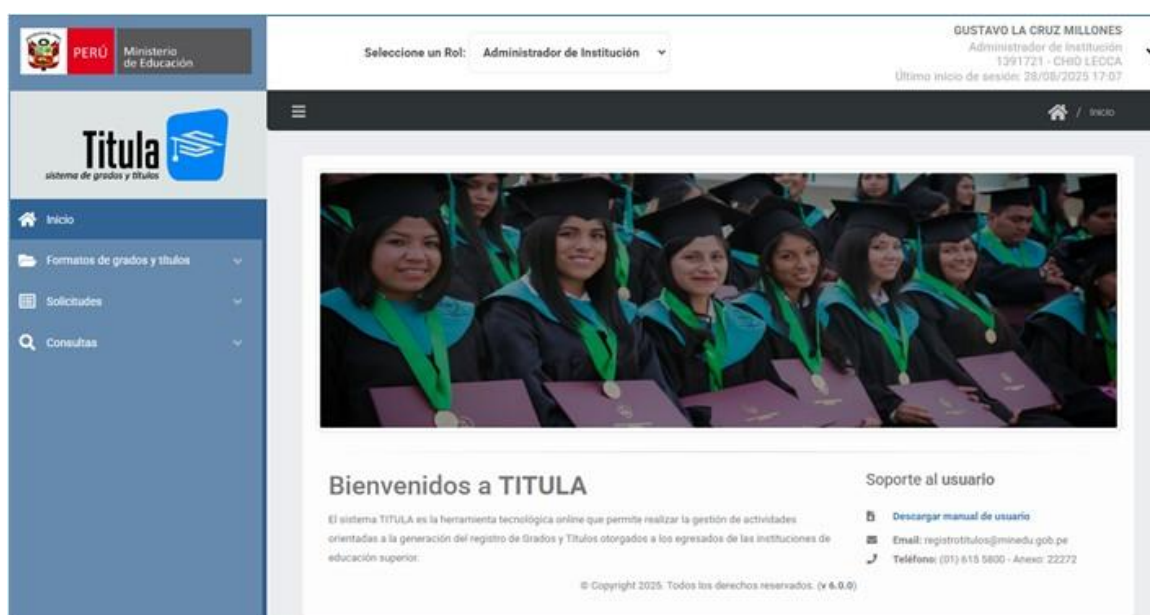 PERÚ
Ministerio
de Educación
Seleccione un Rol: Administrador de Institución
GUSTAVO LA CRUZ MILLONES
Administrador de Institución
1391721 - CHIO LECCA
Último inicio de sesión: 28/08/2025 17:07
Titula
sistema de grados y títulos
/ Inicio
Inicio
Formatos de grados y títulos
Solicitudes
Consultas
Bienvenidos a TITULA
El sistema TITULA es la herramienta tecnológica online que permite realizar la gestión de actividades
orientadas a la generación del registro de Grados y Títulos otorgados a los egresados de las instituciones de
educación superior.
Soporte al usuario
Descargar manual de usuario
Email: registrotitulos@minedu.gob.pe
Teléfono: (01) 615 5800 - Anexo: 22272
© Copyright 2025. Todos los derechos reservados. (v 6.0.0)